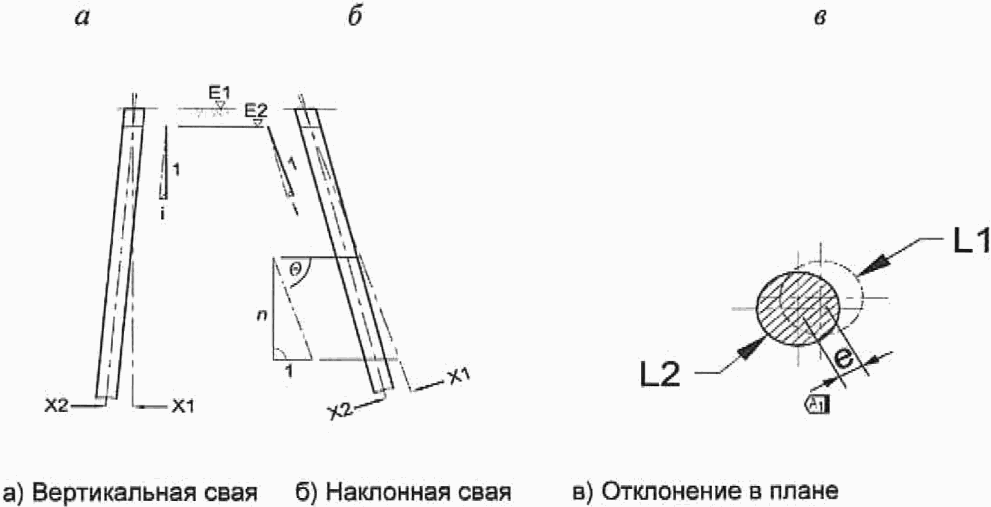 а б в
E1
E2
1 1
i
Θ
n
1
X2 X1
X2 X1
L1
L2
e
A1
а) Вертикальная свая б) Наклонная свая в) Отклонение в плане